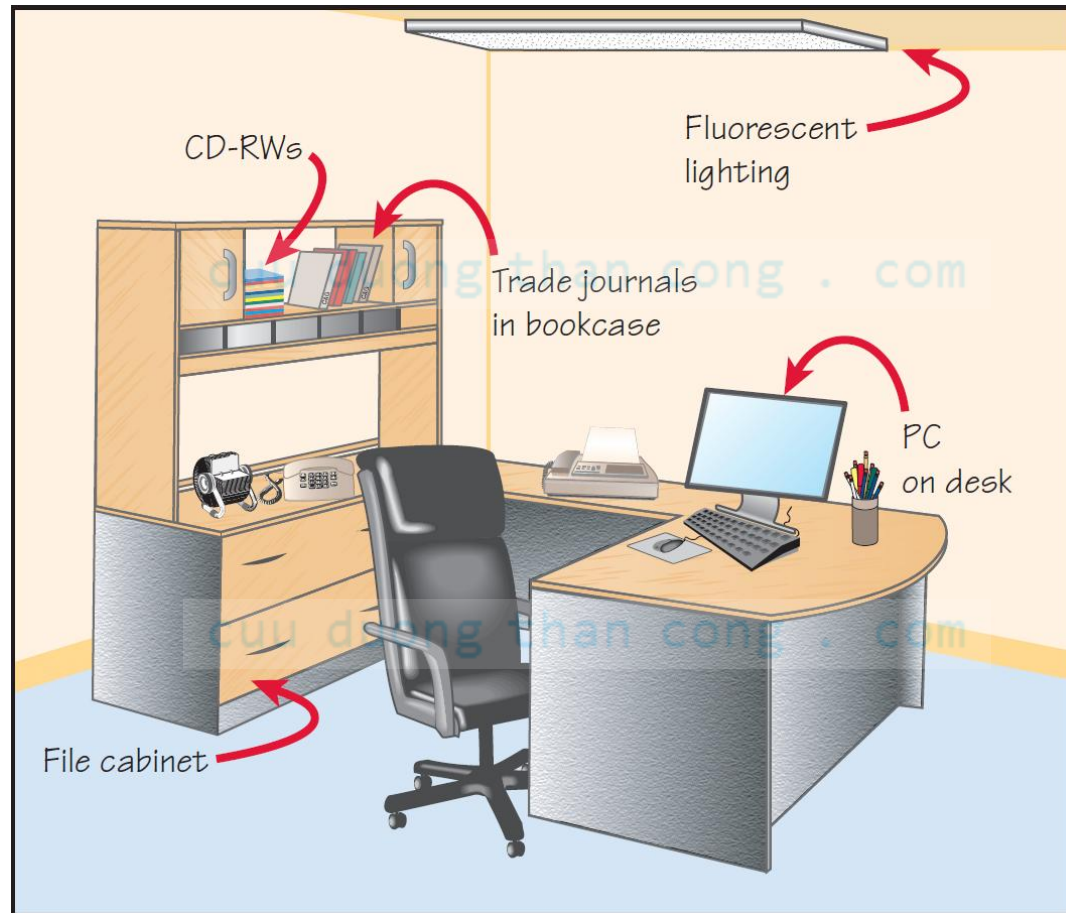 Fluorescent
lighting
CD-RWs
Trade journals
in bookcase
cuu duong than cong . com
PC
on desk
cuu duong than cong . com
File cabinet